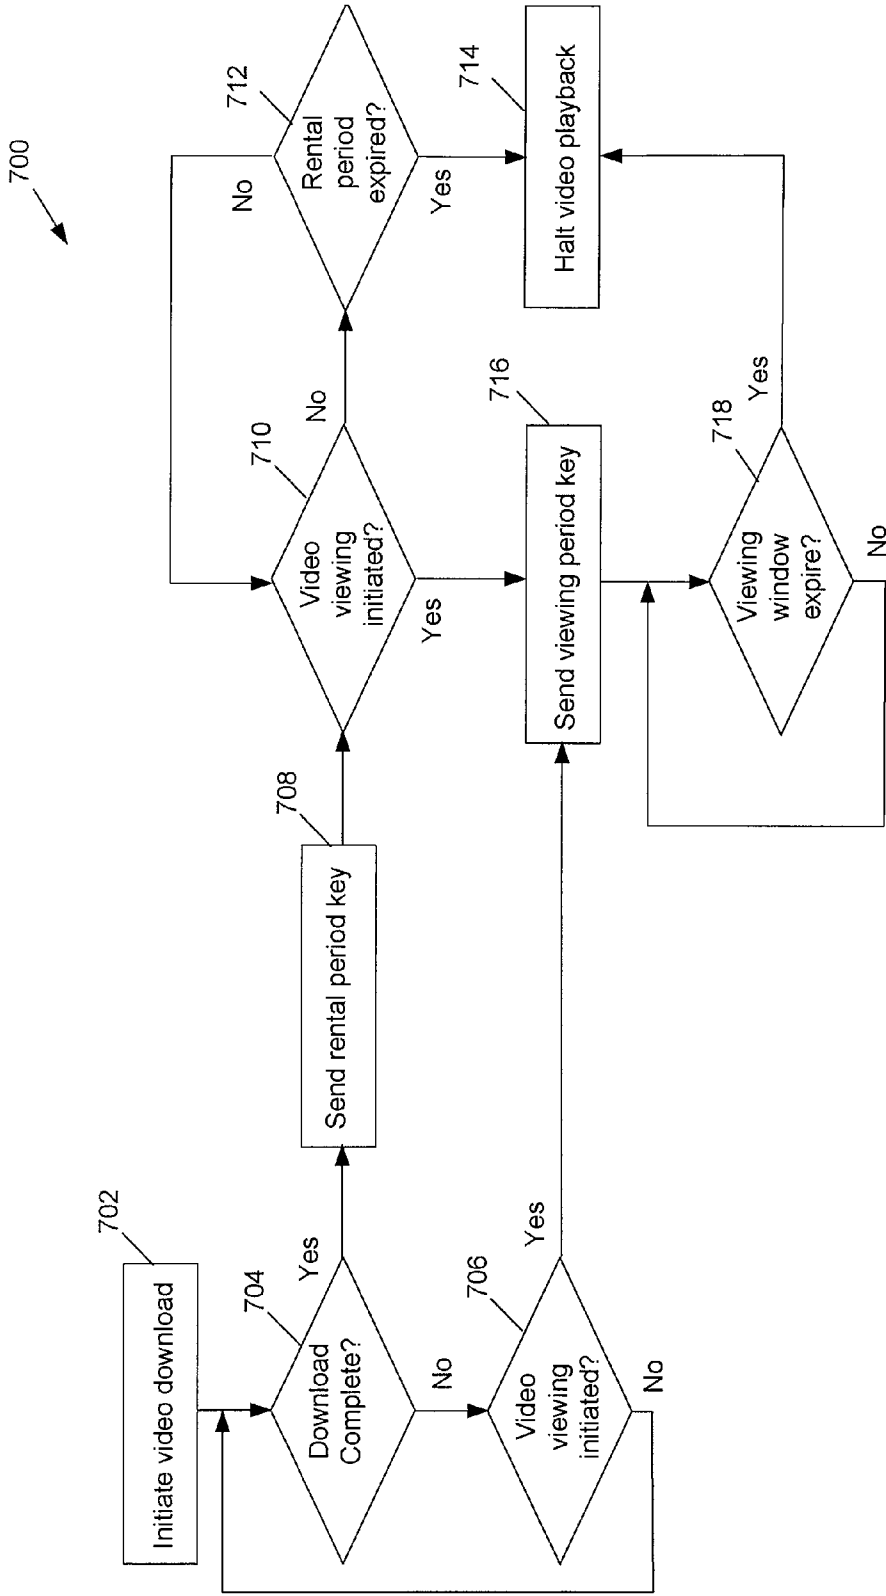 700
702
Initiate video download
704
Download
Complete?
Yes
No
706
Video
viewing
initiated?
Yes
No
708
Send rental period key
710
Video
viewing
initiated?
No
Yes
712
Rental
period
expired?
No
Yes
714
Halt video playback
716
Send viewing period key
718
Viewing
window
expire?
Yes
No